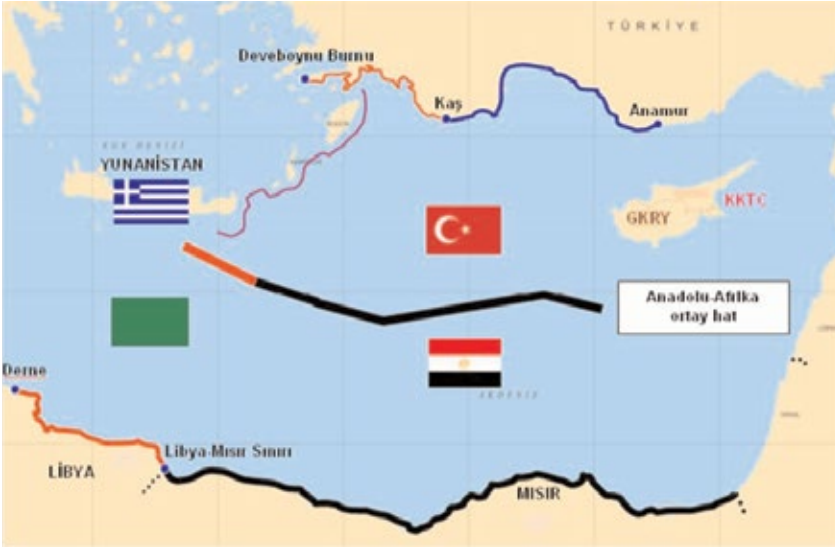 TÜRKİYE
Deveboynu Burnu
Kaş
Anamur
YUNANİSTAN
KKTC
GKRY
Anadolu-Afrika
ortay hat
AKDENİZ
Derne
Libya-Mısır Sınırı
LİBYA
MISIR